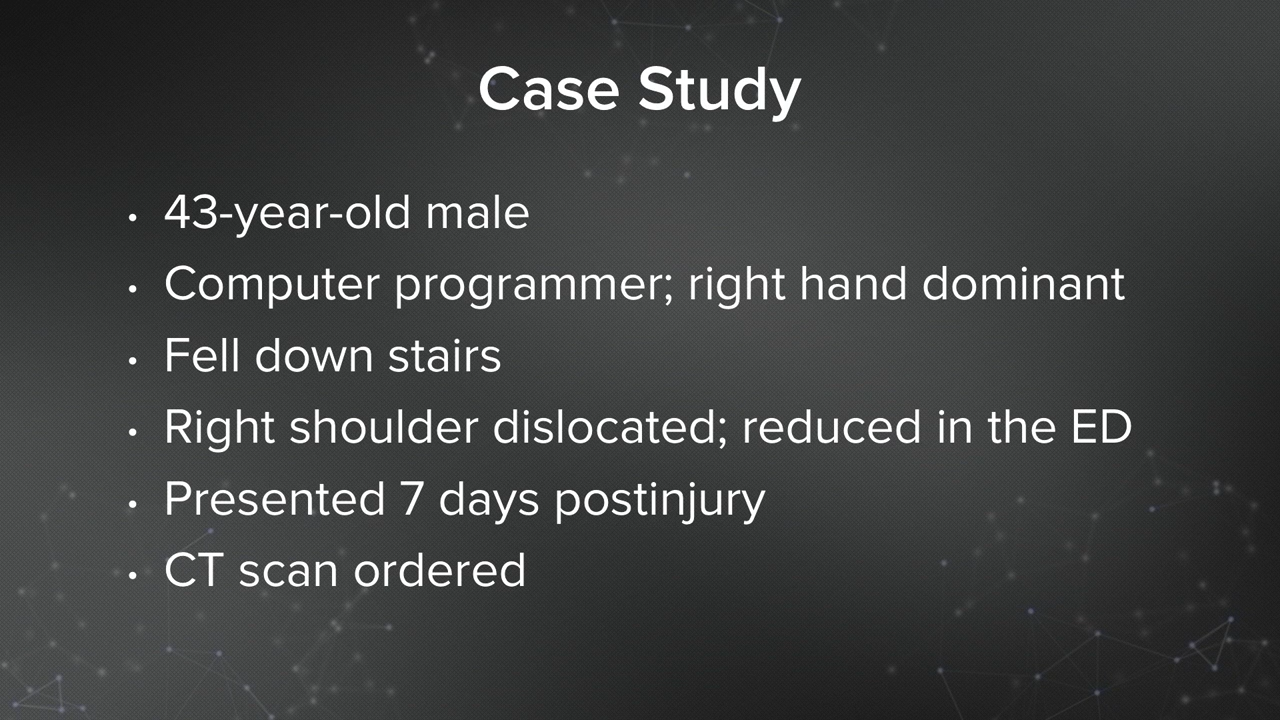 Case Study
• 43-year-old male
• Computer programmer; right hand dominant
• Fell down stairs
• Right shoulder dislocated; reduced in the ED
• Presented 7 days postinjury
• CT scan ordered